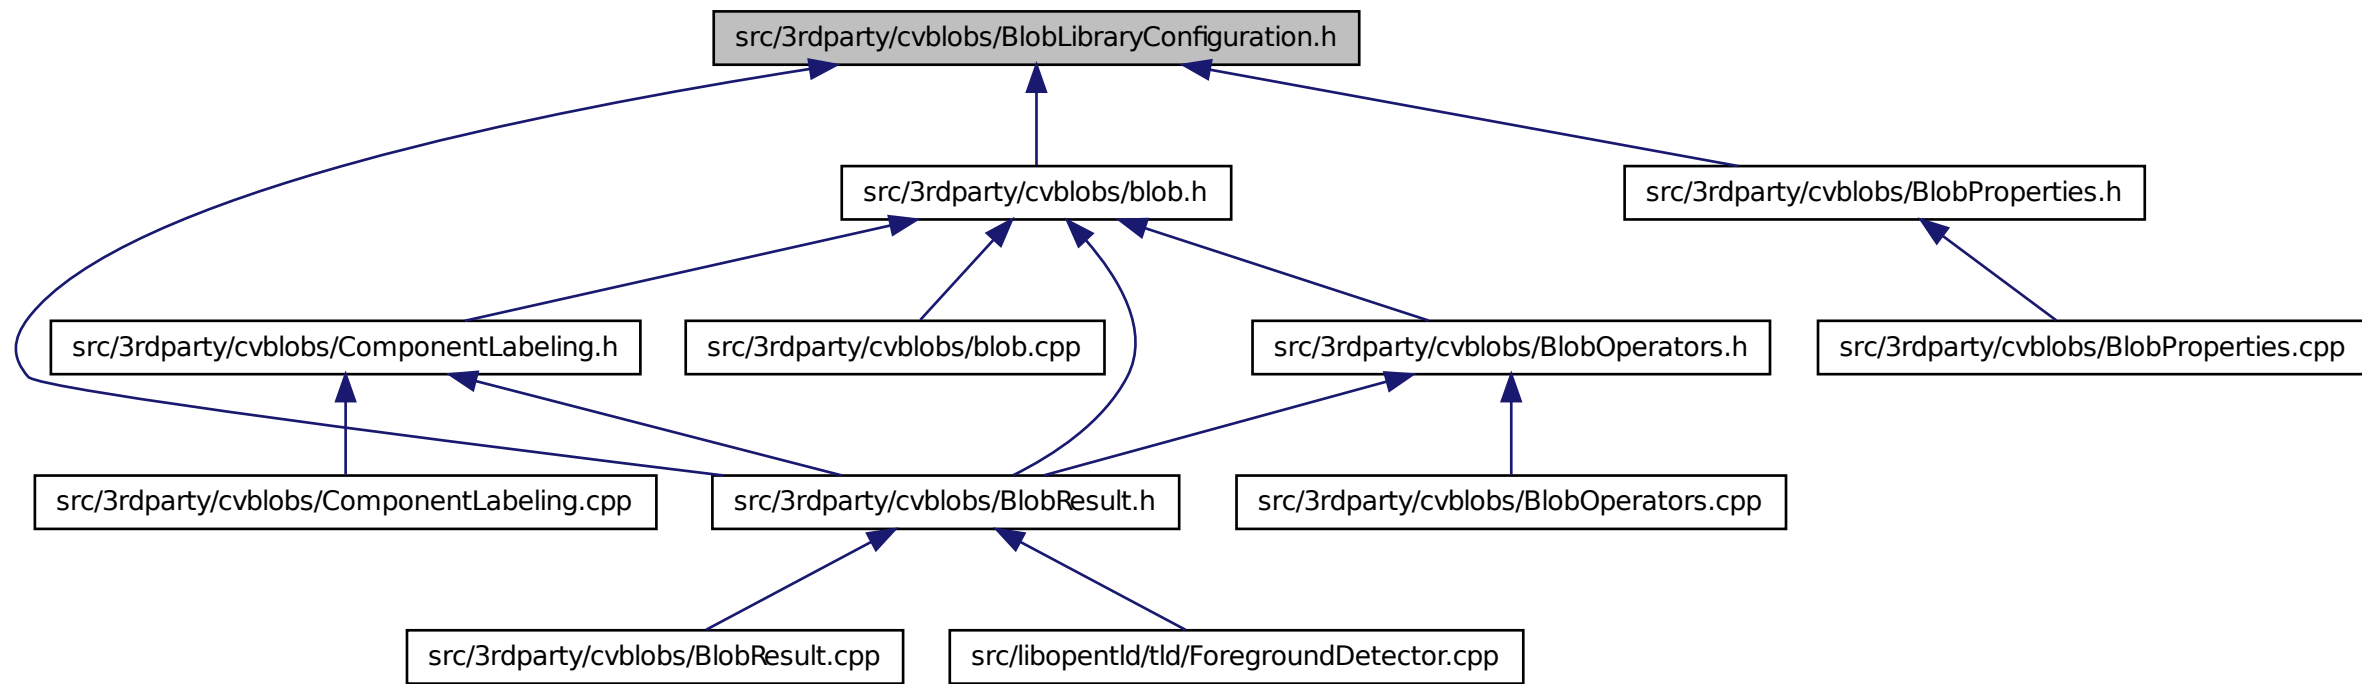 src/3rdparty/cvblobs/BlobLibraryConfiguration.h
src/3rdparty/cvblobs/blob.h
src/3rdparty/cvblobs/BlobProperties.h
src/3rdparty/cvblobs/ComponentLabeling.h
src/3rdparty/cvblobs/blob.cpp
src/3rdparty/cvblobs/BlobOperators.h
src/3rdparty/cvblobs/BlobProperties.cpp
src/3rdparty/cvblobs/ComponentLabeling.cpp
src/3rdparty/cvblobs/BlobResult.h
src/3rdparty/cvblobs/BlobOperators.cpp
src/3rdparty/cvblobs/BlobResult.cpp
src/libopentld/tld/ForegroundDetector.cpp